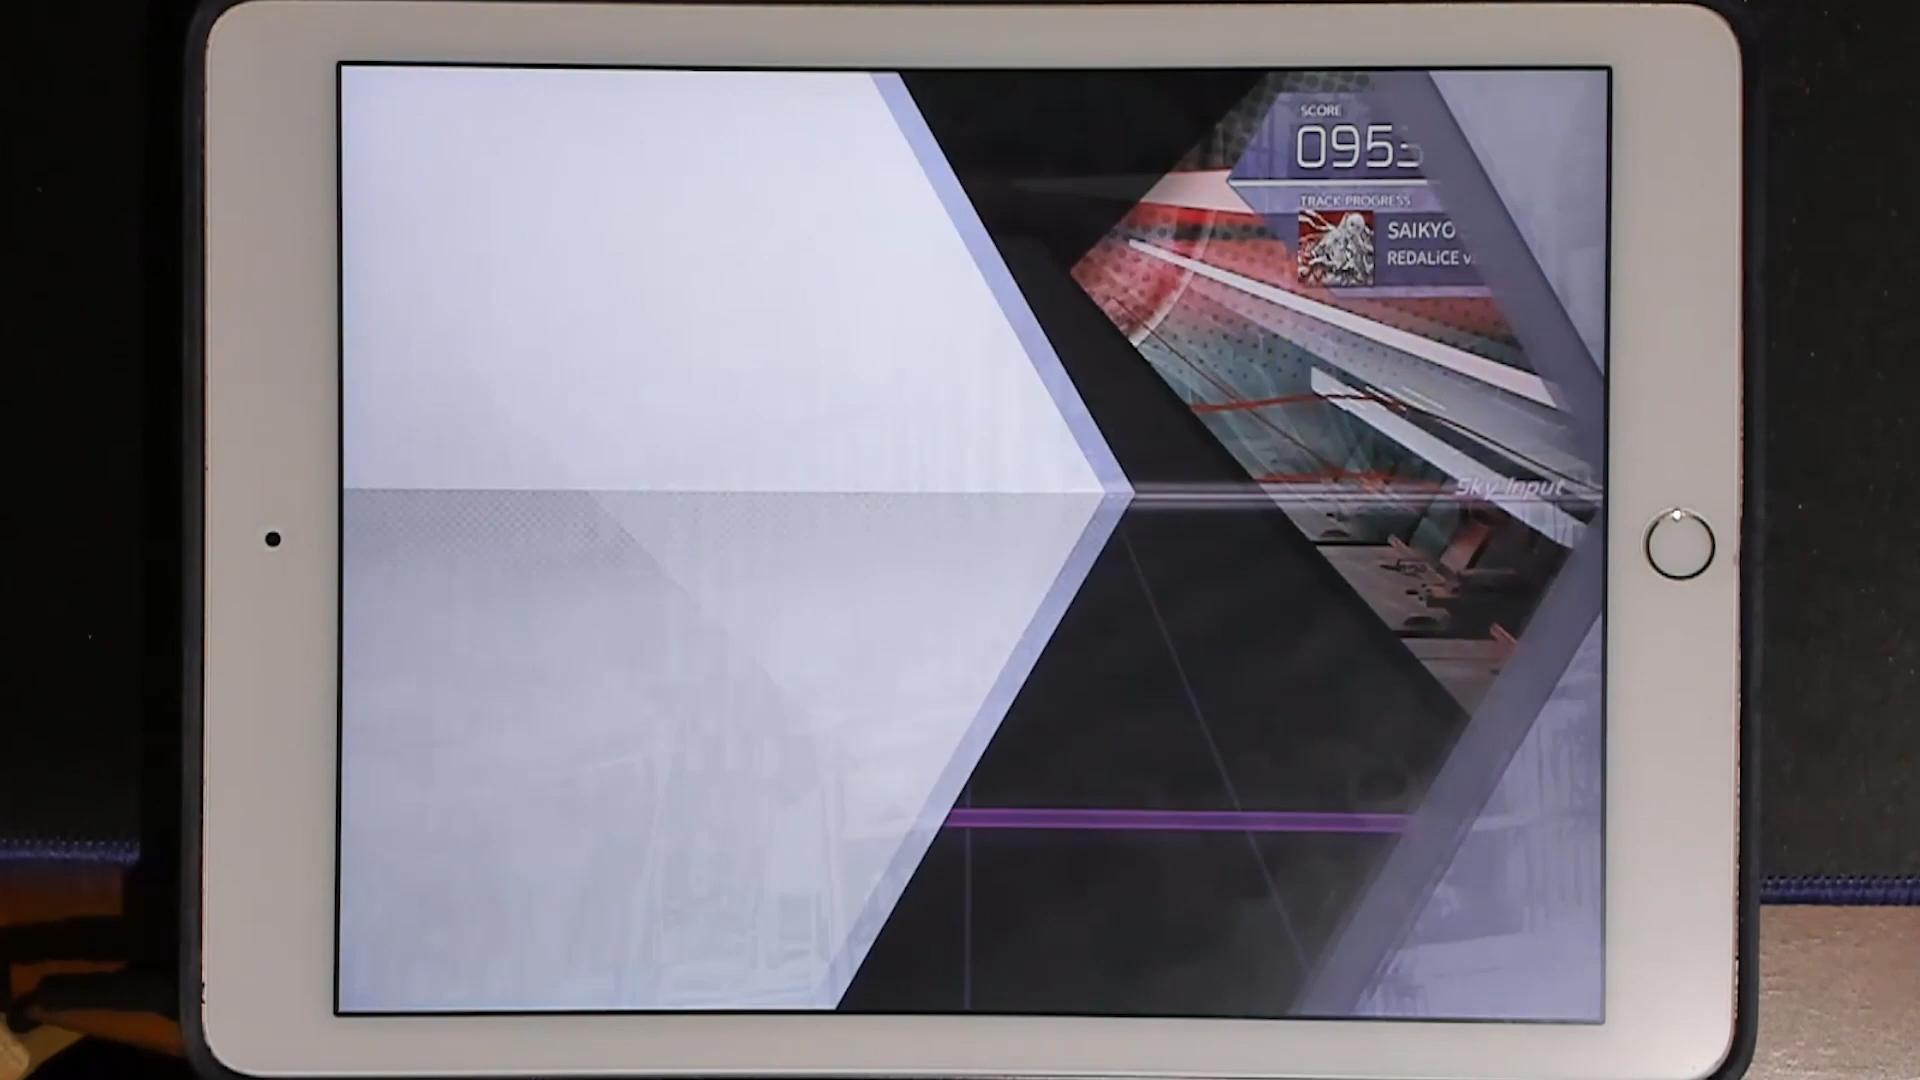 SCORE
095
TRACK PROGRESS
SAIKYO
REDALiCE v
Sky Input